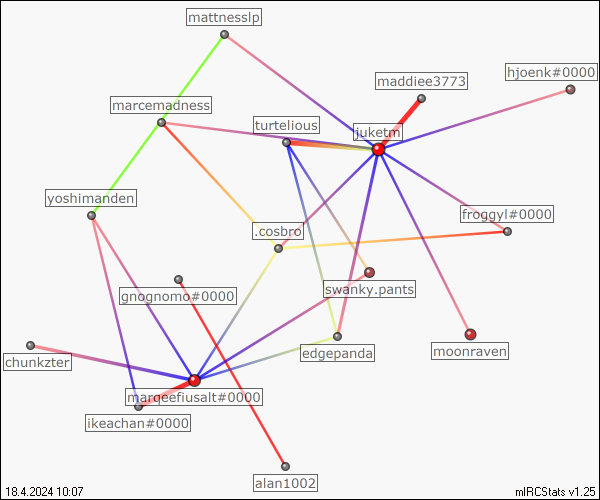 mattnesslp
hjoenk#0000
maddiee3773
marcemadness
turtelious
juketm
yoshimanden
froggyl#0000
.cosbro
swanky.pants
gnognomo#0000
edgepanda
moonraven
chunkzter
marqeefiusalt#0000
ikeachan#0000
alan1002
18.4.2024 10:07
mIRCStats v1.25